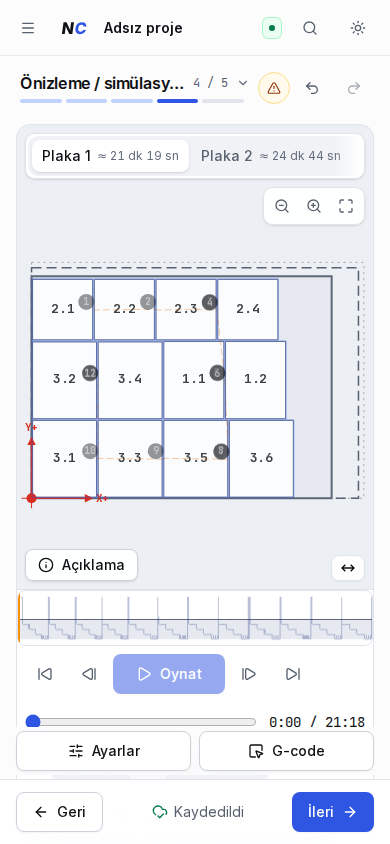 NC Adsız proje
Önizleme / simülasy... 4 / 5
Plaka 1 ≈ 21 dk 19 sn Plaka 2 ≈ 24 dk 44 sn
2.1 1 2.2 2 2.3 4 2.4
3.2 12 3.4 1.1 6 1.2
Y+
3.1 10 3.3 9 3.5 8 3.6
X+
Açıklama
Oynat
0:00 / 21:18
Ayarlar G-code
Geri Kaydedildi İleri